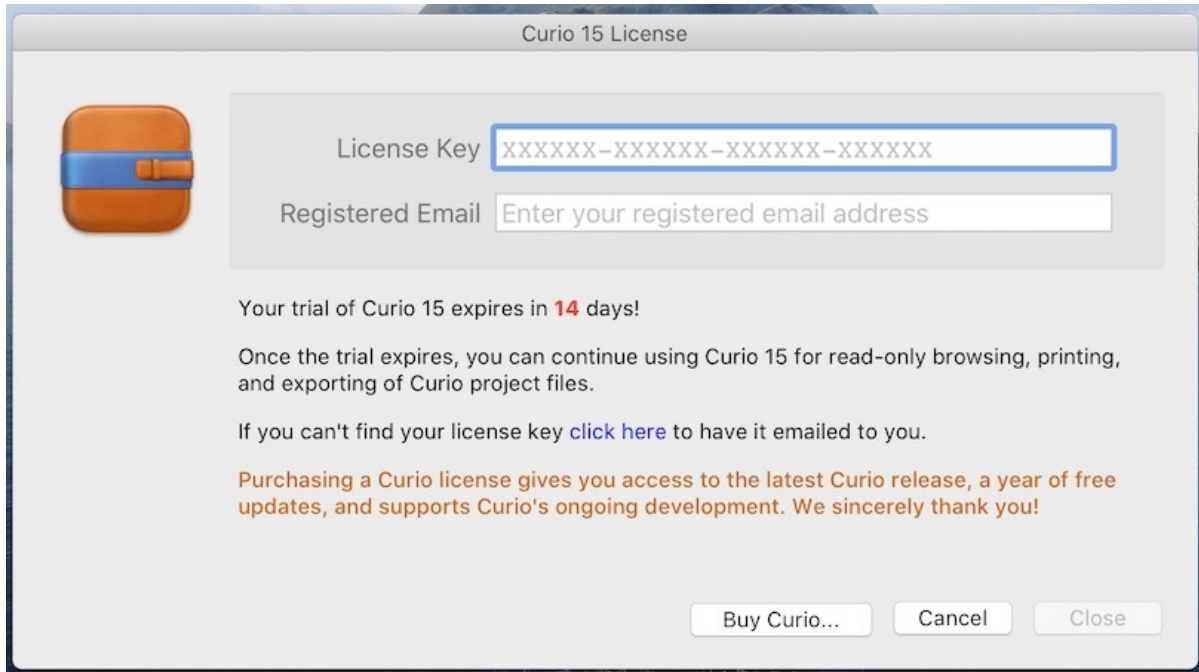 Curio 15 License
License Key XXXXXX-XXXXXX-XXXXXX-XXXXXX
Registered Email Enter your registered email address
Your trial of Curio 15 expires in 14 days!
Once the trial expires, you can continue using Curio 15 for read-only browsing, printing,
and exporting of Curio project files.
If you can't find your license key click here to have it emailed to you.
Purchasing a Curio license gives you access to the latest Curio release, a year of free
updates, and supports Curio's ongoing development. We sincerely thank you!
Buy Curio... Cancel Close